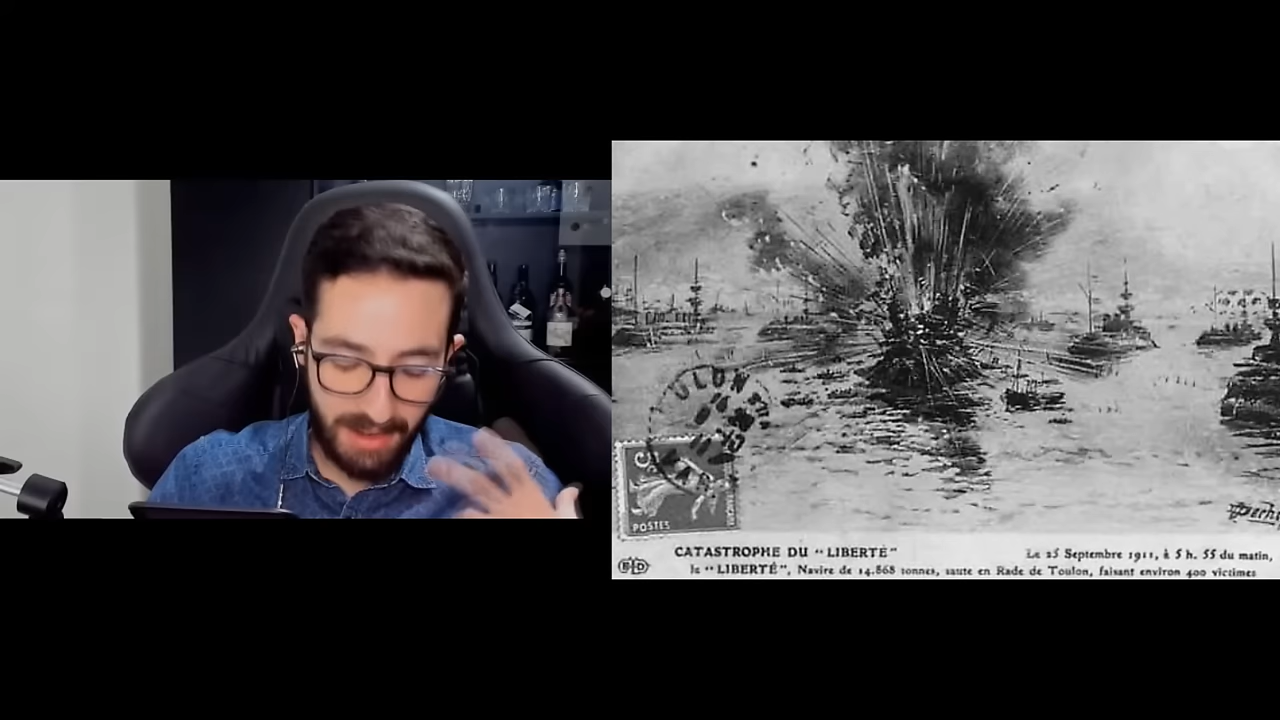 TOULON
POSTES
CATASTROPHE DU "LIBERTÉ"
Le 25 Septembre 1911, à 5 h. 55 du matin,
le "LIBERTÉ", Navire de 14.868 tonnes, saute en Rade de Toulon, faisant environ 400 victimes
ELD